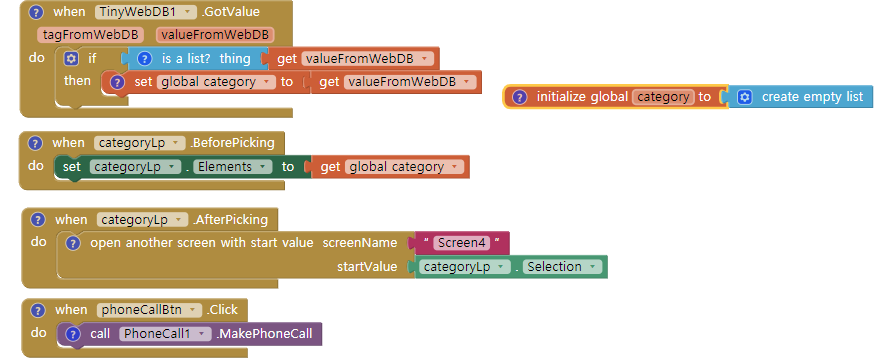 ? when TinyWebDB1 .GotValue
tagFromWebDB valueFromWebDB
do if ? is a list? thing get valueFromWebDB
then ? set global category to get valueFromWebDB
? initialize global category to create empty list
? when categoryLp .BeforePicking
do set categoryLp . Elements to get global category
? when categoryLp .AfterPicking
do ? open another screen with start value screenName “ Screen4 ”
startValue categoryLp . Selection
? when phoneCallBtn .Click
do ? call PhoneCall1 .MakePhoneCall